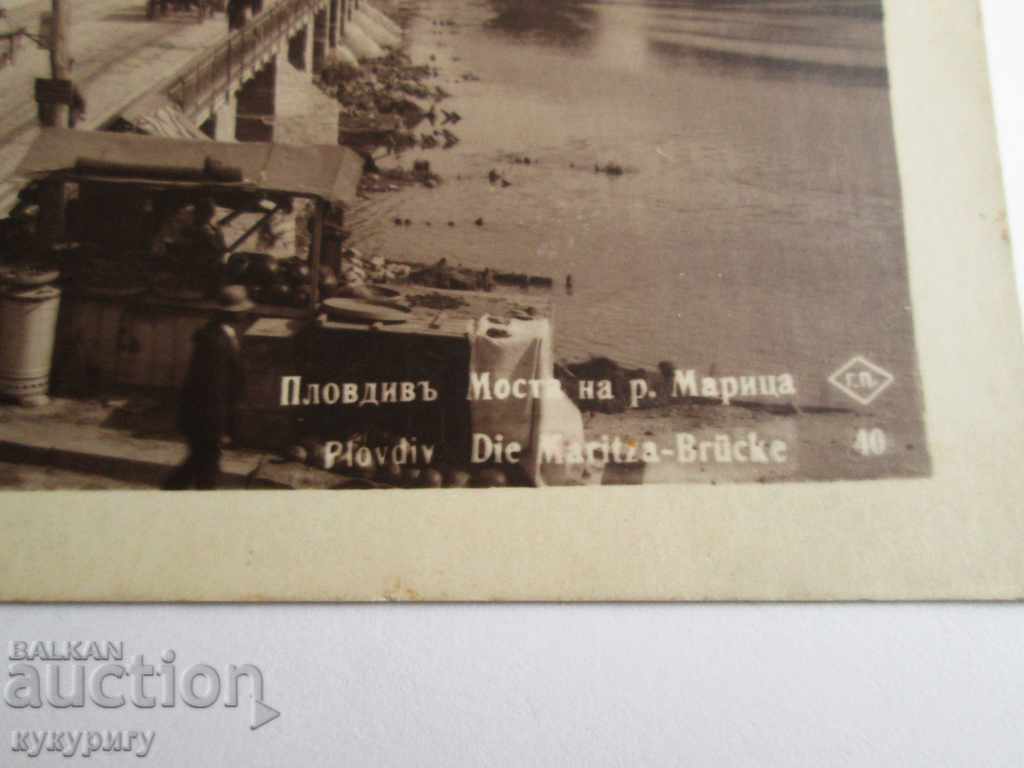 Пловдивъ Моста на р. Марица
Г.П.
Plovdiv Die Maritza-Brücke 40
BALKAN
auction
кукуригу